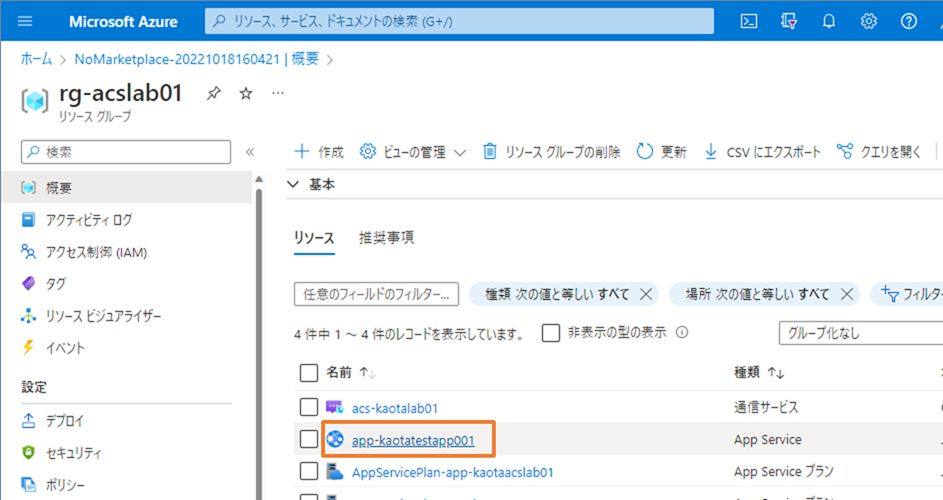 Microsoft Azure
リソース、サービス、ドキュメントの検索 (G+/)
ホーム > NoMarketplace-20221018160421 | 概要 >
rg-acslab01
リソース グループ
検索
概要
アクティビティ ログ
アクセス制御 (IAM)
タグ
リソース ビジュアライザー
イベント
設定
デプロイ
セキュリティ
ポリシー
作成 ビューの管理 リソース グループの削除 更新 CSV にエクスポート クエリを開く
基本
リソース 推奨事項
任意のフィールドのフィルター... 種類 次の値と等しい すべて 場所 次の値と等しい すべて フィルタ
4 件中 1 ~ 4 件のレコードを表示しています。 非表示の型の表示 グループ化なし
名前 ↑↓ 種類 ↑↓
acs-kaotalab01 通信サービス
app-kaotatestapp001 App Service
AppServicePlan-app-kaotaacslab01 App Service プラン